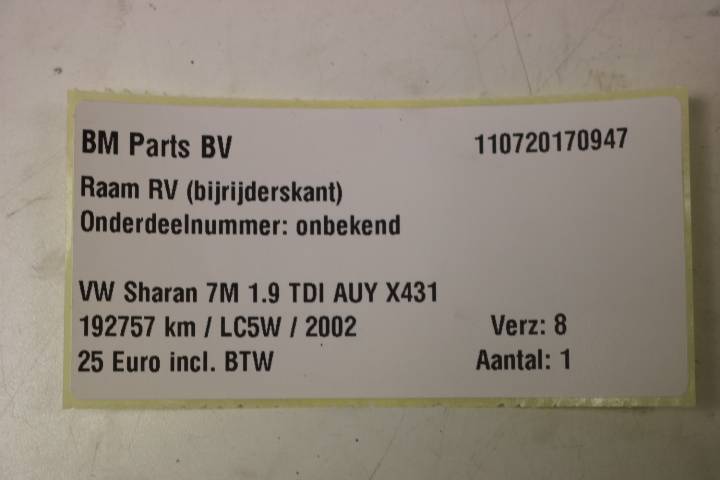 BM Parts BV 110720170947
Raam RV (bijrijderskant)
Onderdeelnummer: onbekend
VW Sharan 7M 1.9 TDI AUY X431
192757 km / LC5W / 2002 Verz: 8
25 Euro incl. BTW Aantal: 1